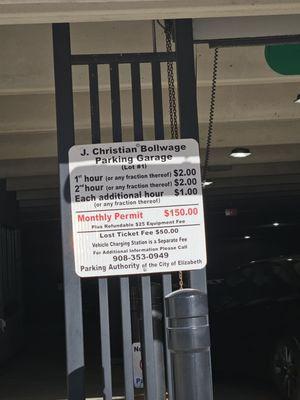 J. Christian Bollwage
Parking Garage
(Lot #1)
1st hour (or any fraction thereof) $2.00
2nd hour (or any fraction thereof) $2.00
Each additional hour $1.00
(or any fraction thereof)
Monthly Permit $150.00
Plus Refundable $25 Equipment Fee
Lost Ticket Fee $50.00
Vehicle Charging Station is a Separate Fee
For Additional Information Please Call
908-353-0949
Parking Authority of the City of Elizabeth